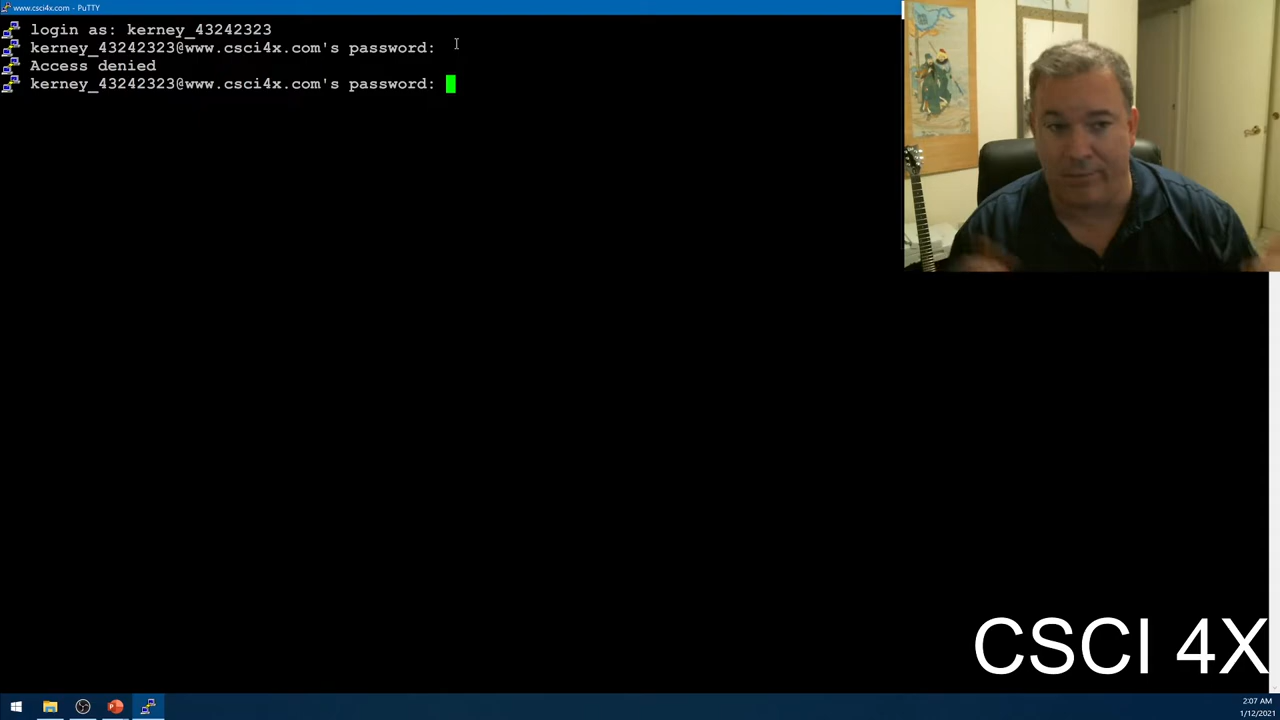 www.csci4x.com - PuTTY
login as: kerney_43242323
kerney_43242323@www.csci4x.com's password:
Access denied
kerney_43242323@www.csci4x.com's password:
CSCI 4X
2:07 AM
1/12/2021